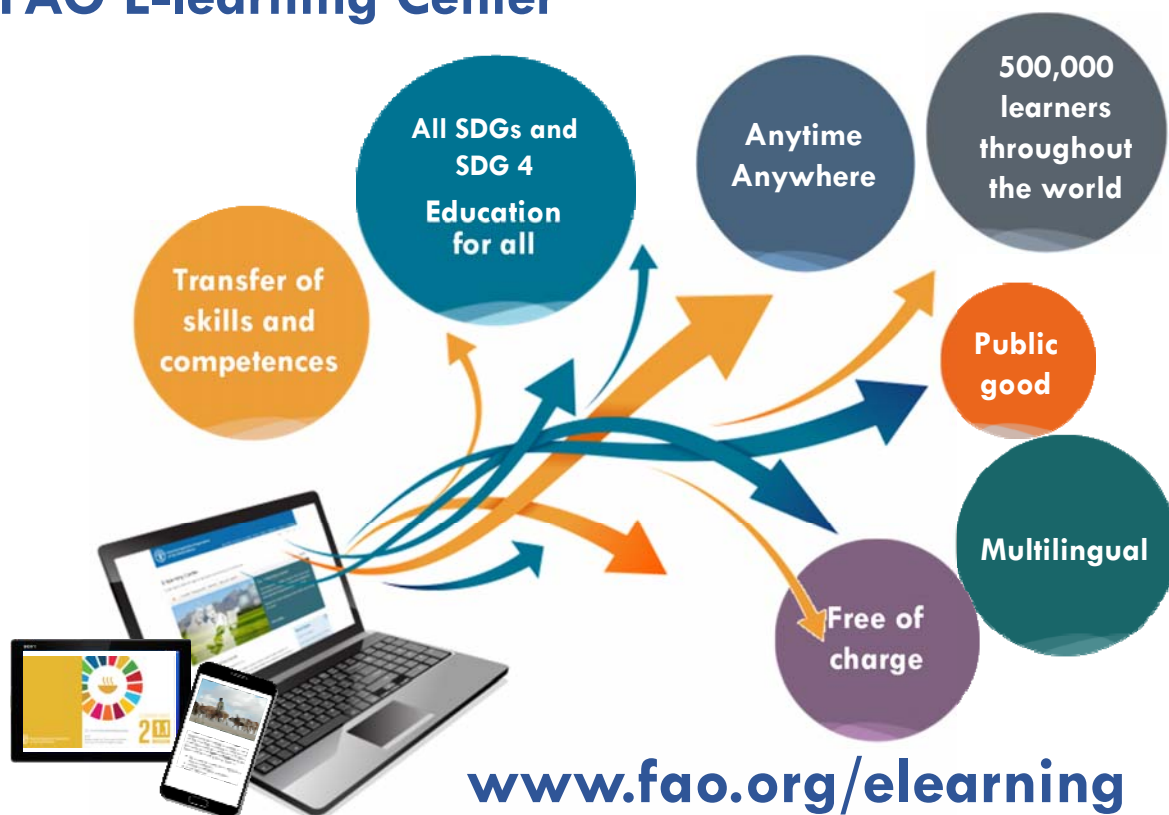 FAO E-learning Center
500,000
learners
throughout
the world
All SDGs and
SDG 4
Education
for all
Anytime
Anywhere
Transfer of
skills and
competences
Public
good
Multilingual
Free of
charge
www.fao.org/elearning